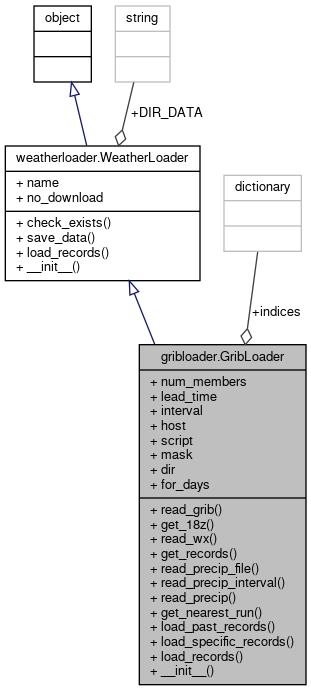 object
string
+DIR_DATA
weatherloader.WeatherLoader
+ name
+ no_download
+ check_exists()
+ save_data()
+ load_records()
+ __init__()
dictionary
+indices
gribloader.GribLoader
+ num_members
+ lead_time
+ interval
+ host
+ script
+ mask
+ dir
+ for_days
+ read_grib()
+ get_18z()
+ read_wx()
+ get_records()
+ read_precip_file()
+ read_precip_interval()
+ read_precip()
+ get_nearest_run()
+ load_past_records()
+ load_specific_records()
+ load_records()
+ __init__()